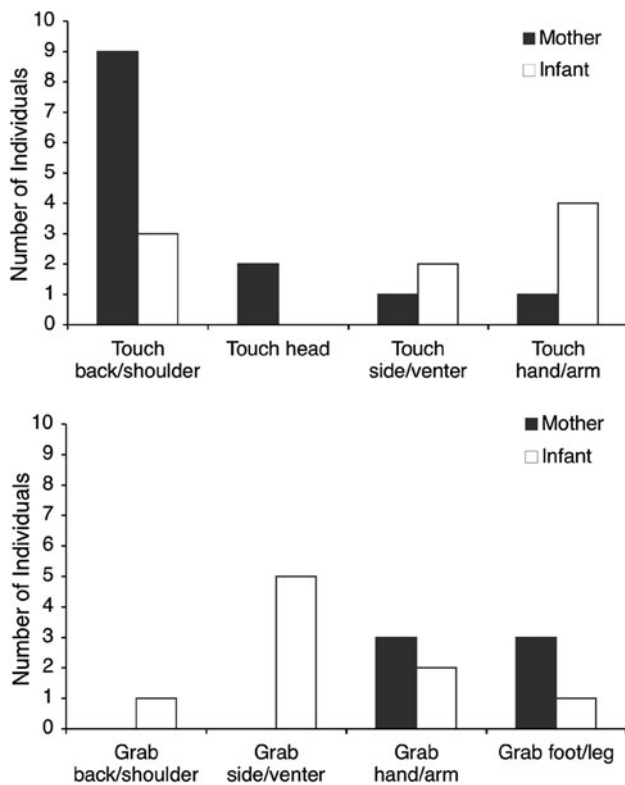 Number of Individuals
10
9
8
7
6
5
4
3
2
1
0
Mother
Infant
Touch
back/shoulder
Touch head
Touch
side/venter
Touch
hand/arm
Number of Individuals
10
9
8
7
6
5
4
3
2
1
0
Mother
Infant
Grab
back/shoulder
Grab
side/venter
Grab
hand/arm
Grab foot/leg